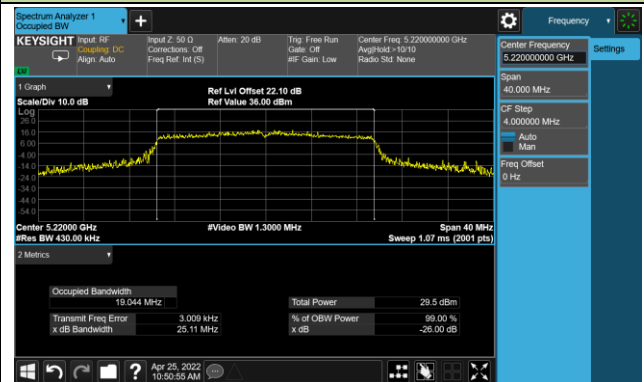 Spectrum Analyzer 1
Occupied BW
Frequency
KEYSIGHT
Input: RF
Coupling: DC
Align: Auto
Input Z: 50 Ω
Corrections: Off
Freq Ref: Int (S)
Atten: 20 dB
Trig: Free Run
Gate: Off
#IF Gain: Low
Center Freq: 5.220000000 GHz
Avg|Hold:>10/10
Radio Std: None
LXI
Center Frequency
5.220000000 GHz
Settings
Span
40.000 MHz
CF Step
4.000000 MHz
Auto
Man
Freq Offset
0 Hz
1 Graph
Scale/Div 10.0 dB
Ref Lvl Offset 22.10 dB
Ref Value 36.00 dBm
Log
26.0
16.0
6.00
-4.00
-14.0
-24.0
-34.0
-44.0
-54.0
Center 5.22000 GHz
#Res BW 430.00 kHz
#Video BW 1.3000 MHz
Span 40 MHz
Sweep 1.07 ms (2001 pts)
2 Metrics
Occupied Bandwidth
19.044 MHz
Total Power 29.5 dBm
Transmit Freq Error 3.009 kHz
% of OBW Power 99.00 %
x dB Bandwidth 25.11 MHz
x dB -26.00 dB
Apr 25, 2022
10:50:55 AM